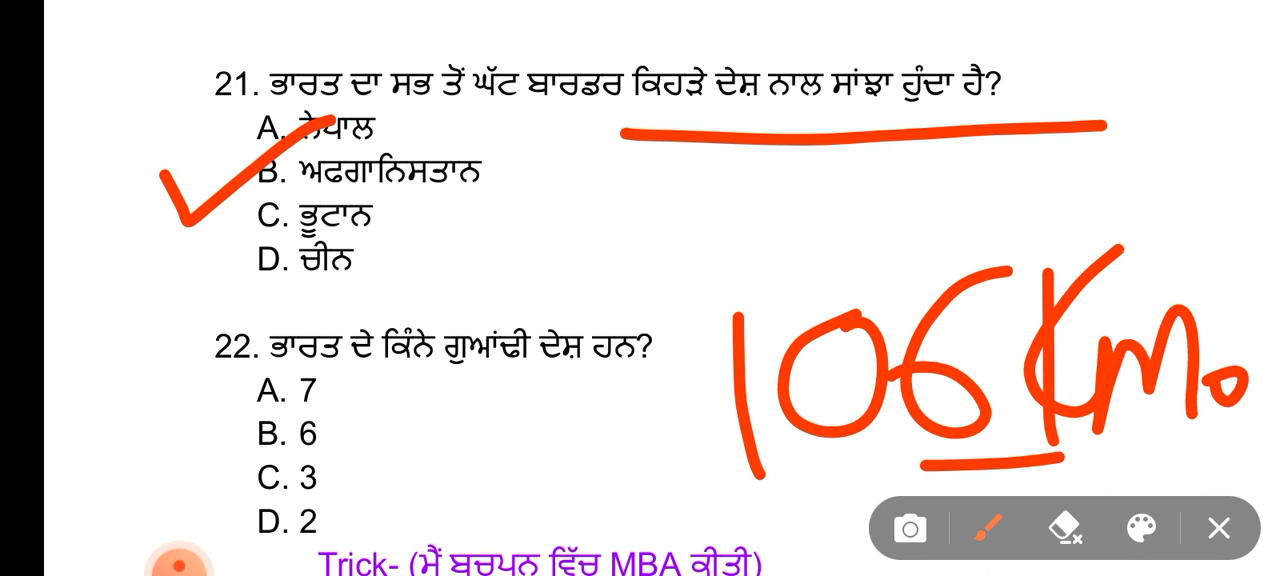 21. ਭਾਰਤ ਦਾ ਸਭ ਤੋਂ ਘੱਟ ਬਾਰਡਰ ਕਿਹੜੇ ਦੇਸ਼ ਨਾਲ ਸਾਂਝਾ ਹੁੰਦਾ ਹੈ?
A. ਨੇਪਾਲ
B. ਅਫਗਾਨਿਸਤਾਨ
C. ਭੂਟਾਨ
D. ਚੀਨ
106 Km.
22. ਭਾਰਤ ਦੇ ਕਿੰਨੇ ਗੁਆਂਢੀ ਦੇਸ਼ ਹਨ?
A. 7
B. 6
C. 3
D. 2
Trick- (ਮੈਂ ਬਚਪਨ ਵਿੱਚ MBA ਕੀਤੀ)